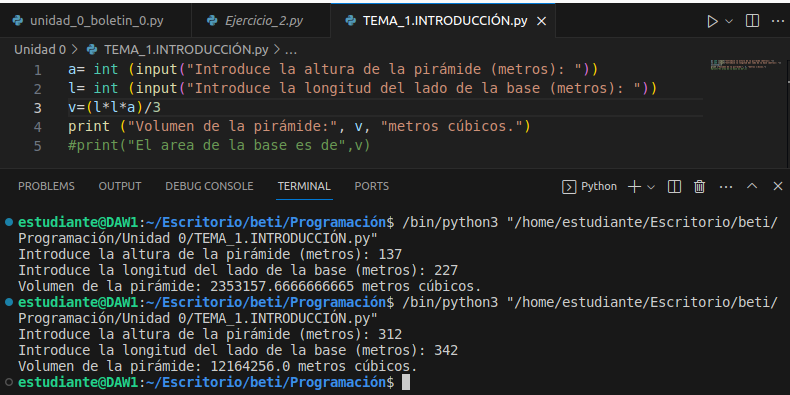 unidad_0_boletin_0.py Ejercicio_2.py TEMA_1.INTRODUCCIÓN.py
Unidad 0 > TEMA_1.INTRODUCCIÓN.py > ...
1 a= int (input("Introduce la altura de la pirámide (metros): "))
2 l= int (input("Introduce la longitud del lado de la base (metros): "))
3 v=(l*l*a)/3
4 print ("Volumen de la pirámide:", v, "metros cúbicos.")
5 #print("El area de la base es de",v)
PROBLEMS OUTPUT DEBUG CONSOLE TERMINAL PORTS Python
estudiante@DAW1:~/Escritorio/beti/Programación$ /bin/python3 "/home/estudiante/Escritorio/beti/
Programación/Unidad 0/TEMA_1.INTRODUCCIÓN.py"
Introduce la altura de la pirámide (metros): 137
Introduce la longitud del lado de la base (metros): 227
Volumen de la pirámide: 2353157.6666666665 metros cúbicos.
estudiante@DAW1:~/Escritorio/beti/Programación$ /bin/python3 "/home/estudiante/Escritorio/beti/
Programación/Unidad 0/TEMA_1.INTRODUCCIÓN.py"
Introduce la altura de la pirámide (metros): 312
Introduce la longitud del lado de la base (metros): 342
Volumen de la pirámide: 12164256.0 metros cúbicos.
estudiante@DAW1:~/Escritorio/beti/Programación$